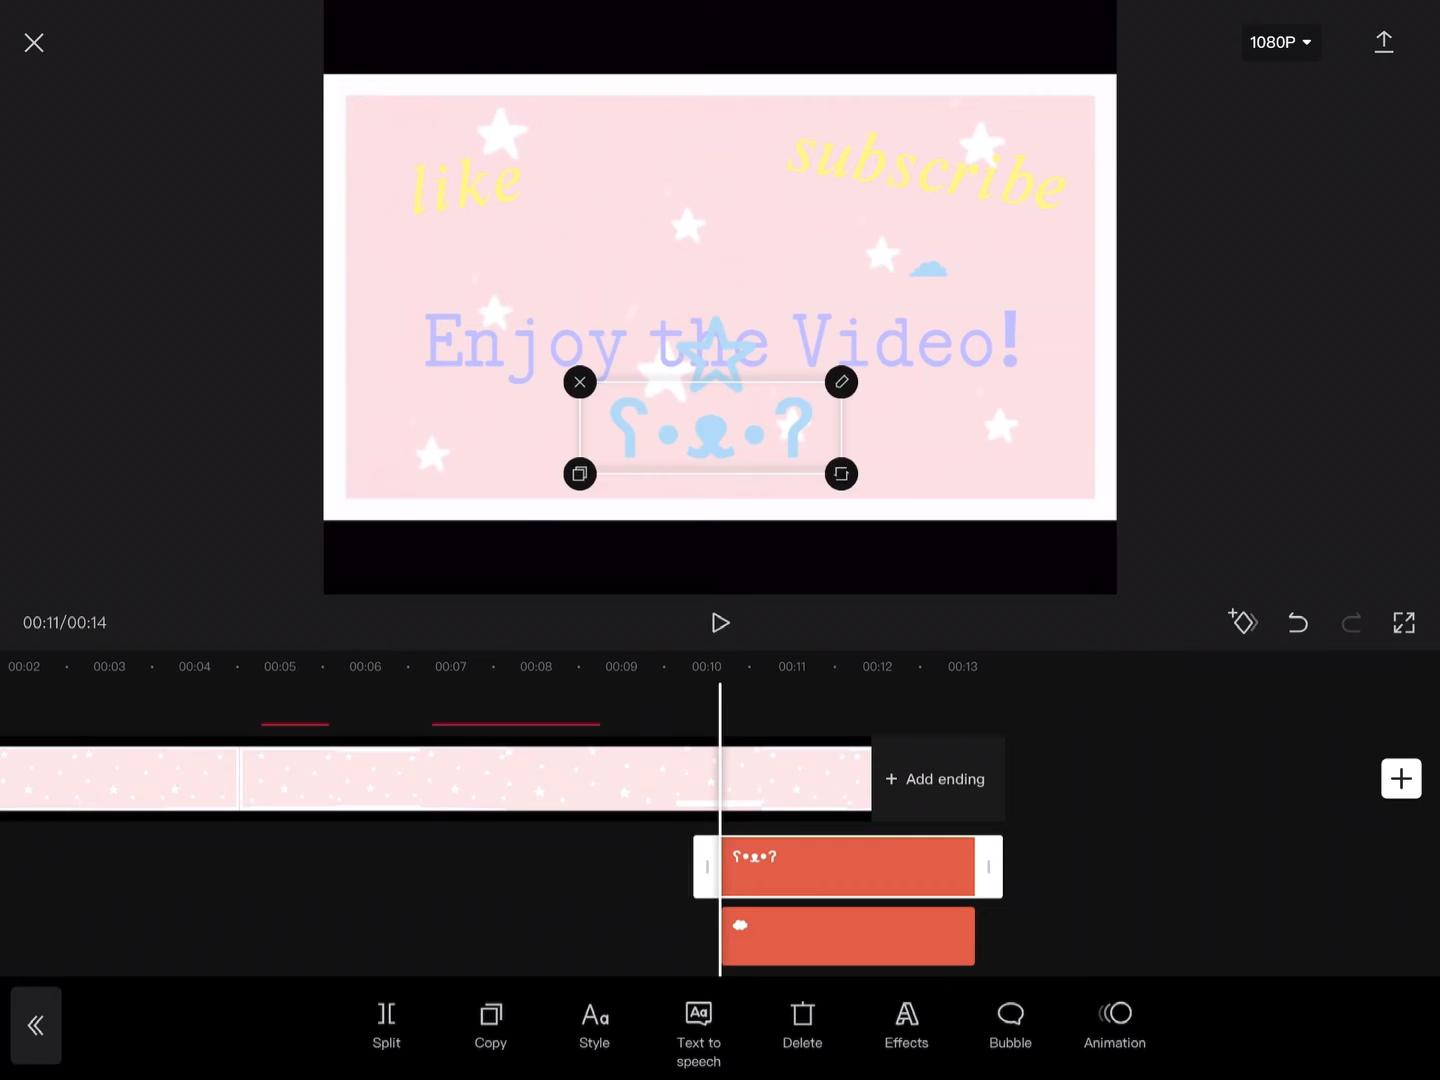 1080P
like
subscribe
Enjoy the Video!
ʕ•ᴥ•ʔ
00:11/00:14
00:02 00:03 00:04 00:05 00:06 00:07 00:08 00:09 00:10 00:11 00:12 00:13
+ Add ending
ʕ•ᴥ•ʔ
Split
Copy
Style
Text to
speech
Delete
Effects
Bubble
Animation